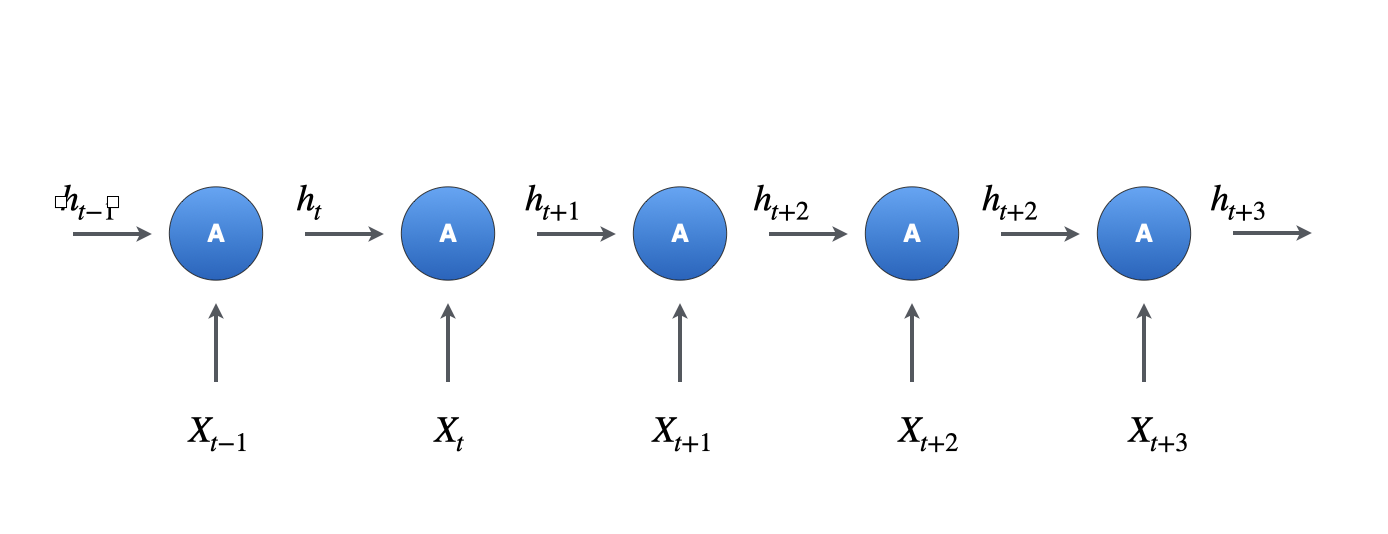 h_{t−1} h_t h_{t+1} h_{t+2} h_{t+2} h_{t+3}
A A A A A
X_{t−1} X_t X_{t+1} X_{t+2} X_{t+3}